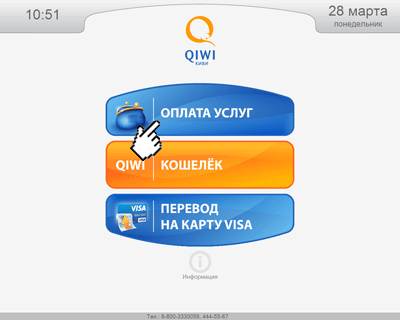 10:51
28 марта
понедельник
QIWI
КИВИ
ОПЛАТА УСЛУГ
QIWI КОШЕЛЁК
VISA
ПЕРЕВОД
НА КАРТУ VISA
Информация
Тел.: 8-800-3330059, 444-55-67